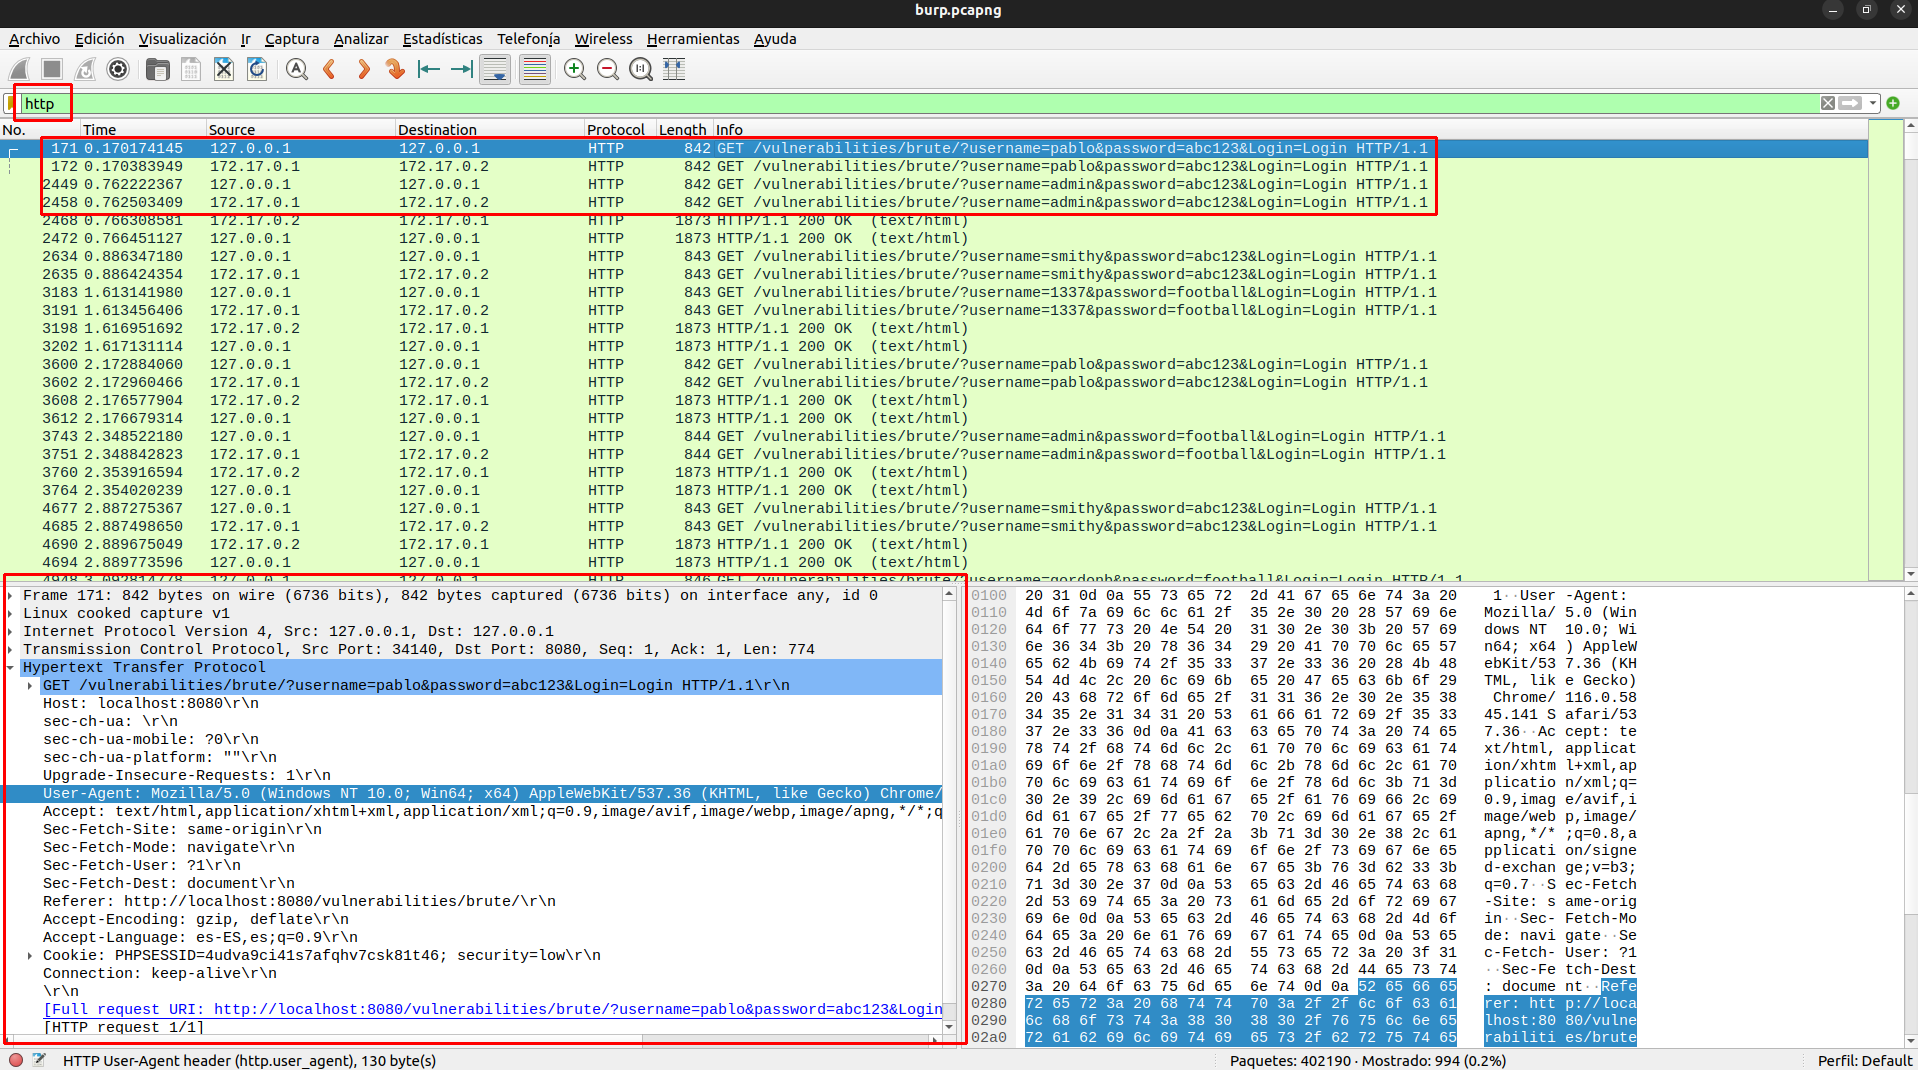 burp.pcapng
Archivo Edición Visualización Ir Captura Analizar Estadísticas Telefonía Wireless Herramientas Ayuda
http
No. Time Source Destination Protocol Length Info
171 0.170174145 127.0.0.1 127.0.0.1 HTTP 842 GET /vulnerabilities/brute/?username=pablo&password=abc123&Login=Login HTTP/1.1
172 0.170383949 172.17.0.1 172.17.0.2 HTTP 842 GET /vulnerabilities/brute/?username=pablo&password=abc123&Login=Login HTTP/1.1
2449 0.762222367 127.0.0.1 127.0.0.1 HTTP 842 GET /vulnerabilities/brute/?username=admin&password=abc123&Login=Login HTTP/1.1
2458 0.762503409 172.17.0.1 172.17.0.2 HTTP 842 GET /vulnerabilities/brute/?username=admin&password=abc123&Login=Login HTTP/1.1
2468 0.766308581 172.17.0.2 172.17.0.1 HTTP 1873 HTTP/1.1 200 OK (text/html)
2472 0.766451127 127.0.0.1 127.0.0.1 HTTP 1873 HTTP/1.1 200 OK (text/html)
2634 0.886347180 127.0.0.1 127.0.0.1 HTTP 843 GET /vulnerabilities/brute/?username=smithy&password=abc123&Login=Login HTTP/1.1
2635 0.886424354 172.17.0.1 172.17.0.2 HTTP 843 GET /vulnerabilities/brute/?username=smithy&password=abc123&Login=Login HTTP/1.1
3183 1.613141980 127.0.0.1 127.0.0.1 HTTP 843 GET /vulnerabilities/brute/?username=1337&password=football&Login=Login HTTP/1.1
3191 1.613456406 172.17.0.1 172.17.0.2 HTTP 843 GET /vulnerabilities/brute/?username=1337&password=football&Login=Login HTTP/1.1
3198 1.616951692 172.17.0.2 172.17.0.1 HTTP 1873 HTTP/1.1 200 OK (text/html)
3202 1.617131114 127.0.0.1 127.0.0.1 HTTP 1873 HTTP/1.1 200 OK (text/html)
3600 2.172884060 127.0.0.1 127.0.0.1 HTTP 842 GET /vulnerabilities/brute/?username=pablo&password=abc123&Login=Login HTTP/1.1
3602 2.172960466 172.17.0.1 172.17.0.2 HTTP 842 GET /vulnerabilities/brute/?username=pablo&password=abc123&Login=Login HTTP/1.1
3608 2.176577904 172.17.0.2 172.17.0.1 HTTP 1873 HTTP/1.1 200 OK (text/html)
3612 2.176679314 127.0.0.1 127.0.0.1 HTTP 1873 HTTP/1.1 200 OK (text/html)
3743 2.348522180 127.0.0.1 127.0.0.1 HTTP 844 GET /vulnerabilities/brute/?username=admin&password=football&Login=Login HTTP/1.1
3751 2.348842823 172.17.0.1 172.17.0.2 HTTP 844 GET /vulnerabilities/brute/?username=admin&password=football&Login=Login HTTP/1.1
3760 2.353916594 172.17.0.2 172.17.0.1 HTTP 1873 HTTP/1.1 200 OK (text/html)
3764 2.354020239 127.0.0.1 127.0.0.1 HTTP 1873 HTTP/1.1 200 OK (text/html)
4677 2.887275367 127.0.0.1 127.0.0.1 HTTP 843 GET /vulnerabilities/brute/?username=smithy&password=abc123&Login=Login HTTP/1.1
4685 2.887498650 172.17.0.1 172.17.0.2 HTTP 843 GET /vulnerabilities/brute/?username=smithy&password=abc123&Login=Login HTTP/1.1
4690 2.889675049 172.17.0.2 172.17.0.1 HTTP 1873 HTTP/1.1 200 OK (text/html)
4694 2.889773596 127.0.0.1 127.0.0.1 HTTP 1873 HTTP/1.1 200 OK (text/html)
4948 3.092814778 127.0.0.1 127.0.0.1 HTTP 846 GET /vulnerabilities/brute/?username=gordonb&password=football&Login=Login HTTP/1.1
Frame 171: 842 bytes on wire (6736 bits), 842 bytes captured (6736 bits) on interface any, id 0
Linux cooked capture v1
Internet Protocol Version 4, Src: 127.0.0.1, Dst: 127.0.0.1
Transmission Control Protocol, Src Port: 34140, Dst Port: 8080, Seq: 1, Ack: 1, Len: 774
Hypertext Transfer Protocol
GET /vulnerabilities/brute/?username=pablo&password=abc123&Login=Login HTTP/1.1\r\n
Host: localhost:8080\r\n
sec-ch-ua: \r\n
sec-ch-ua-mobile: ?0\r\n
sec-ch-ua-platform: ""\r\n
Upgrade-Insecure-Requests: 1\r\n
User-Agent: Mozilla/5.0 (Windows NT 10.0; Win64; x64) AppleWebKit/537.36 (KHTML, like Gecko) Chrome/
Accept: text/html,application/xhtml+xml,application/xml;q=0.9,image/avif,image/webp,image/apng,*/*;q
Sec-Fetch-Site: same-origin\r\n
Sec-Fetch-Mode: navigate\r\n
Sec-Fetch-User: ?1\r\n
Sec-Fetch-Dest: document\r\n
Referer: http://localhost:8080/vulnerabilities/brute/\r\n
Accept-Encoding: gzip, deflate\r\n
Accept-Language: es-ES,es;q=0.9\r\n
Cookie: PHPSESSID=4udva9ci41s7afqhv7csk81t46; security=low\r\n
Connection: keep-alive\r\n
\r\n
[Full request URI: http://localhost:8080/vulnerabilities/brute/?username=pablo&password=abc123&Login
[HTTP request 1/1]
0100 20 31 0d 0a 55 73 65 72 2d 41 67 65 6e 74 3a 20 1··User -Agent:
0110 4d 6f 7a 69 6c 6c 61 2f 35 2e 30 20 28 57 69 6e Mozilla/ 5.0 (Win
0120 64 6f 77 73 20 4e 54 20 31 30 2e 30 3b 20 57 69 dows NT 10.0; Wi
0130 6e 36 34 3b 20 78 36 34 29 20 41 70 70 6c 65 57 n64; x64 ) AppleW
0140 65 62 4b 69 74 2f 35 33 37 2e 33 36 20 28 4b 48 ebKit/53 7.36 (KH
0150 54 4d 4c 2c 20 6c 69 6b 65 20 47 65 63 6b 6f 29 TML, lik e Gecko)
0160 20 43 68 72 6f 6d 65 2f 31 31 36 2e 30 2e 35 38 Chrome/ 116.0.58
0170 34 35 2e 31 34 31 20 53 61 66 61 72 69 2f 35 33 45.141 S afari/53
0180 37 2e 33 36 0d 0a 41 63 63 65 70 74 3a 20 74 65 7.36··Ac cept: te
0190 78 74 2f 68 74 6d 6c 2c 61 70 70 6c 69 63 61 74 xt/html, applicat
01a0 69 6f 6e 2f 78 68 74 6d 6c 2b 78 6d 6c 2c 61 70 ion/xhtm l+xml,ap
01b0 70 6c 69 63 61 74 69 6f 6e 2f 78 6d 6c 3b 71 3d plicatio n/xml;q=
01c0 30 2e 39 2c 69 6d 61 67 65 2f 61 76 69 66 2c 69 0.9,imag e/avif,i
01d0 6d 61 67 65 2f 77 65 62 70 2c 69 6d 61 67 65 2f mage/web p,image/
01e0 61 70 6e 67 2c 2a 2f 2a 3b 71 3d 30 2e 38 2c 61 apng,*/* ;q=0.8,a
01f0 70 70 6c 69 63 61 74 69 6f 6e 2f 73 69 67 6e 65 pplicati on/signe
0200 64 2d 65 78 63 68 61 6e 67 65 3b 76 3d 62 33 3b d-exchan ge;v=b3;
0210 71 3d 30 2e 37 0d 0a 53 65 63 2d 46 65 74 63 68 q=0.7··S ec-Fetch
0220 2d 53 69 74 65 3a 20 73 61 6d 65 2d 6f 72 69 67 -Site: s ame-orig
0230 69 6e 0d 0a 53 65 63 2d 46 65 74 63 68 2d 4d 6f in··Sec- Fetch-Mo
0240 64 65 3a 20 6e 61 76 69 67 61 74 65 0d 0a 53 65 de: navi gate··Se
0250 63 2d 46 65 74 63 68 2d 55 73 65 72 3a 20 3f 31 c-Fetch- User: ?1
0260 0d 0a 53 65 63 2d 46 65 74 63 68 2d 44 65 73 74 ··Sec-Fe tch-Dest
0270 3a 20 64 6f 63 75 6d 65 6e 74 0d 0a 52 65 66 65 : docume nt··Refe
0280 72 65 72 3a 20 68 74 74 70 3a 2f 2f 6c 6f 63 61 rer: htt p://loca
0290 6c 68 6f 73 74 3a 38 30 38 30 2f 76 75 6c 6e 65 lhost:80 80/vulne
02a0 72 61 62 69 6c 69 74 69 65 73 2f 62 72 75 74 65 rabiliti es/brute
HTTP User-Agent header (http.user_agent), 130 byte(s)
Paquetes: 402190 · Mostrado: 994 (0.2%)
Perfil: Default